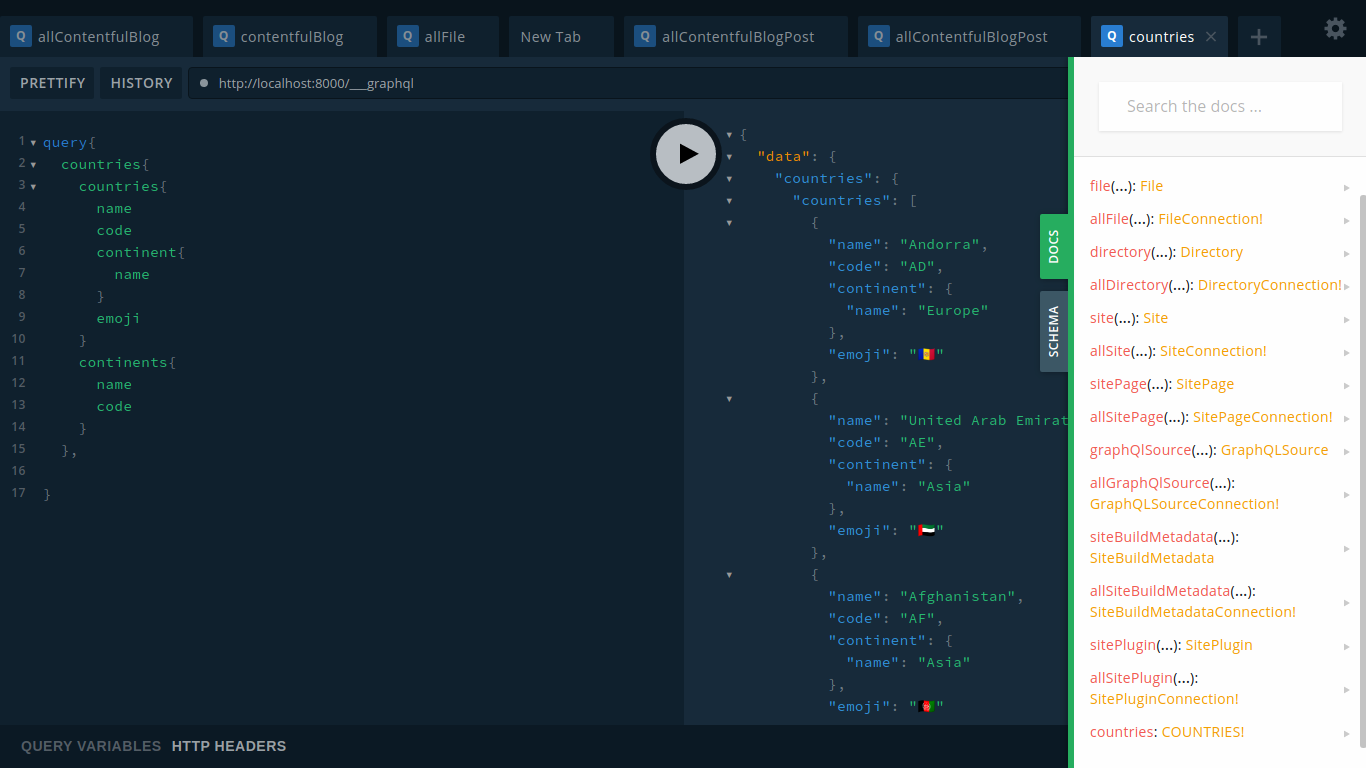 Q allContentfulBlog Q contentfulBlog Q allFile New Tab Q allContentfulBlogPost Q allContentfulBlogPost Q countries
PRETTIFY HISTORY http://localhost:8000/___graphql
1 query{
2 countries{
3 countries{
4 name
5 code
6 continent{
7 name
8 }
9 emoji
10 }
11 continents{
12 name
13 code
14 }
15 },
16
17 }
{
"data": {
"countries": {
"countries": [
{
"name": "Andorra",
"code": "AD",
"continent": {
"name": "Europe"
},
"emoji": "🇦🇩"
},
{
"name": "United Arab Emirat
"code": "AE",
"continent": {
"name": "Asia"
},
"emoji": "🇦🇪"
},
{
"name": "Afghanistan",
"code": "AF",
"continent": {
"name": "Asia"
},
"emoji": "🇦🇫"
DOCS
SCHEMA
Search the docs ...
file(...): File
allFile(...): FileConnection!
directory(...): Directory
allDirectory(...): DirectoryConnection!
site(...): Site
allSite(...): SiteConnection!
sitePage(...): SitePage
allSitePage(...): SitePageConnection!
graphQlSource(...): GraphQLSource
allGraphQlSource(...):
GraphQLSourceConnection!
siteBuildMetadata(...):
SiteBuildMetadata
allSiteBuildMetadata(...):
SiteBuildMetadataConnection!
sitePlugin(...): SitePlugin
allSitePlugin(...):
SitePluginConnection!
countries: COUNTRIES!
QUERY VARIABLES HTTP HEADERS